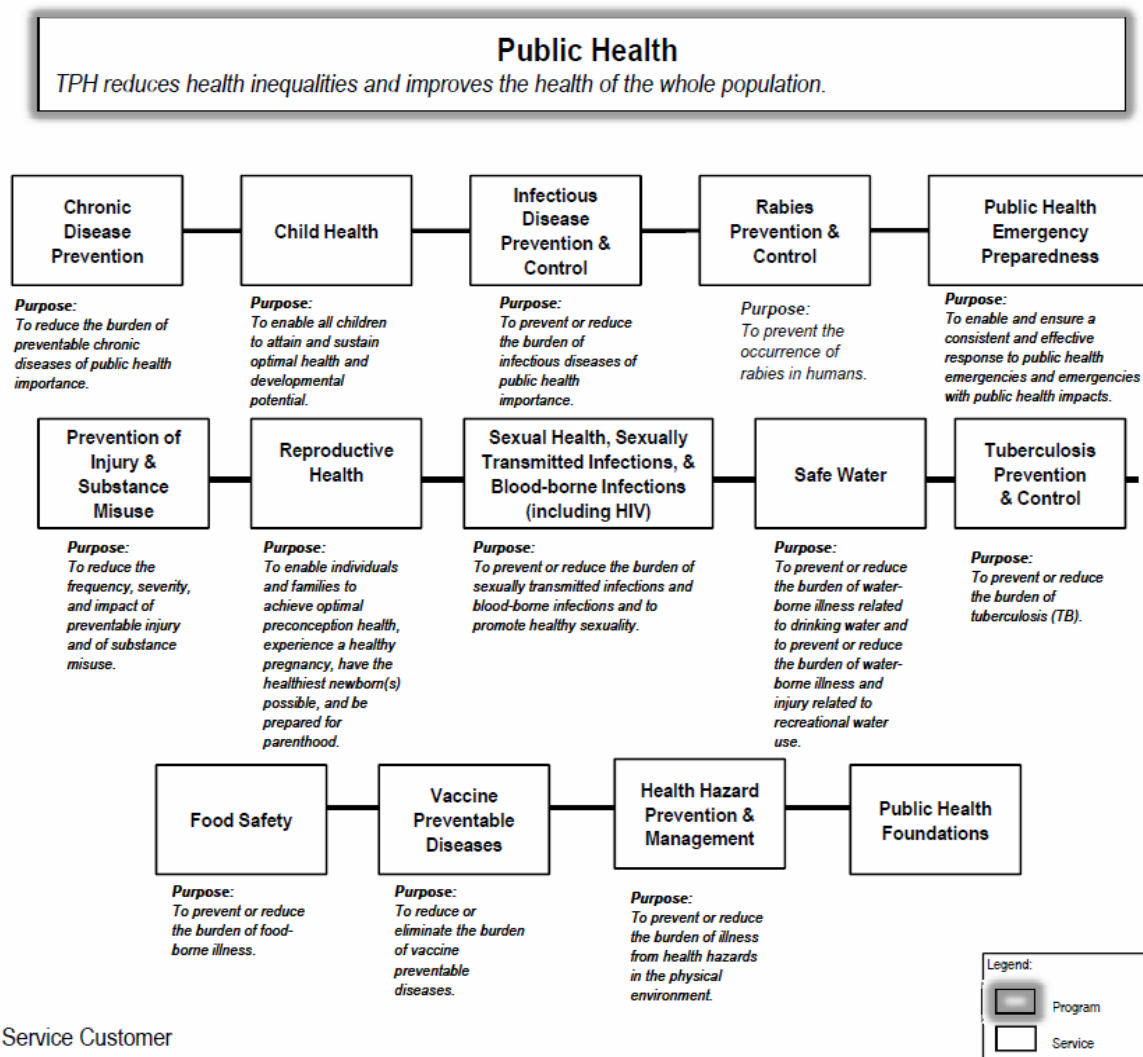 Public Health
TPH reduces health inequalities and improves the health of the whole population.
Chronic
Disease
Prevention
Purpose:
To reduce the burden of
preventable chronic
diseases of public health
importance.
Child Health
Purpose:
To enable all children
to attain and sustain
optimal health and
developmental
potential.
Infectious
Disease
Prevention &
Control
Purpose:
To prevent or reduce
the burden of
infectious diseases of
public health
importance.
Rabies
Prevention &
Control
Purpose:
To prevent the
occurrence of
rabies in humans.
Public Health
Emergency
Preparedness
Purpose:
To enable and ensure a
consistent and effective
response to public health
emergencies and emergencies
with public health impacts.
Prevention of
Injury &
Substance
Misuse
Purpose:
To reduce the
frequency, severity,
and impact of
preventable injury
and of substance
misuse.
Reproductive
Health
Purpose:
To enable individuals
and families to
achieve optimal
preconception health,
experience a healthy
pregnancy, have the
healthiest newborn(s)
possible, and be
prepared for
parenthood.
Sexual Health, Sexually
Transmitted Infections, &
Blood-borne Infections
(including HIV)
Purpose:
To prevent or reduce the burden of
sexually transmitted infections and
blood-borne infections and to
promote healthy sexuality.
Safe Water
Purpose:
To prevent or reduce
the burden of water-
borne illness related
to drinking water and
to prevent or reduce
the burden of water-
borne illness and
injury related to
recreational water
use.
Tuberculosis
Prevention
& Control
Purpose:
To prevent or reduce
the burden of
tuberculosis (TB).
Food Safety
Purpose:
To prevent or reduce
the burden of food-
borne illness.
Vaccine
Preventable
Diseases
Purpose:
To reduce or
eliminate the burden
of vaccine
preventable
diseases.
Health Hazard
Prevention &
Management
Purpose:
To prevent or reduce
the burden of illness
from health hazards
in the physical
environment.
Public Health
Foundations
Legend:
Program
Service
Service Customer